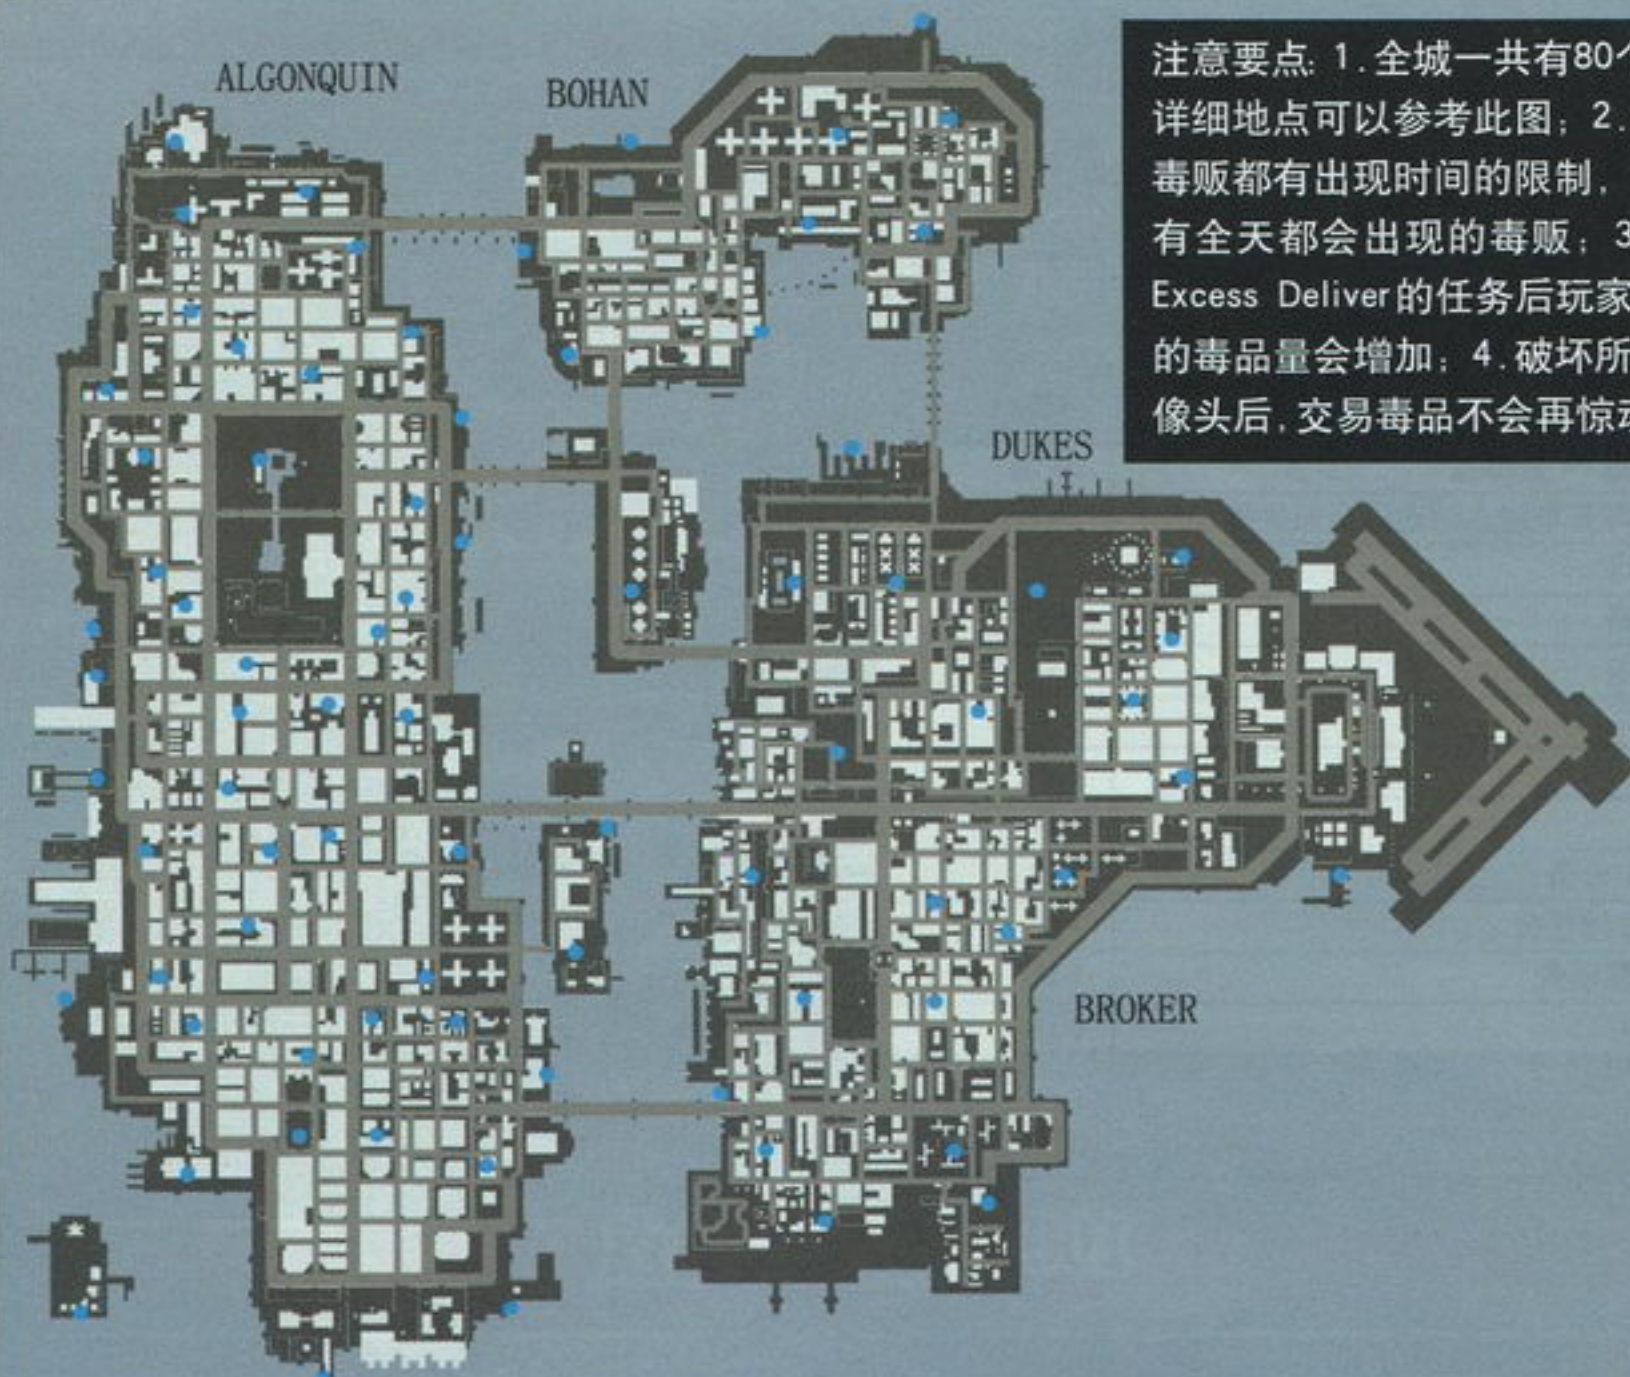 ALGONQUIN
BOHAN
注意要点: 1.全城一共有80
详细地点可以参考此图; 2.
毒贩都有出现时间的限制,
有全天都会出现的毒贩; 3
Excess Deliver的任务后玩家
的毒品量会增加; 4.破坏所
像头后,交易毒品不会再惊
DUKES
BROKER